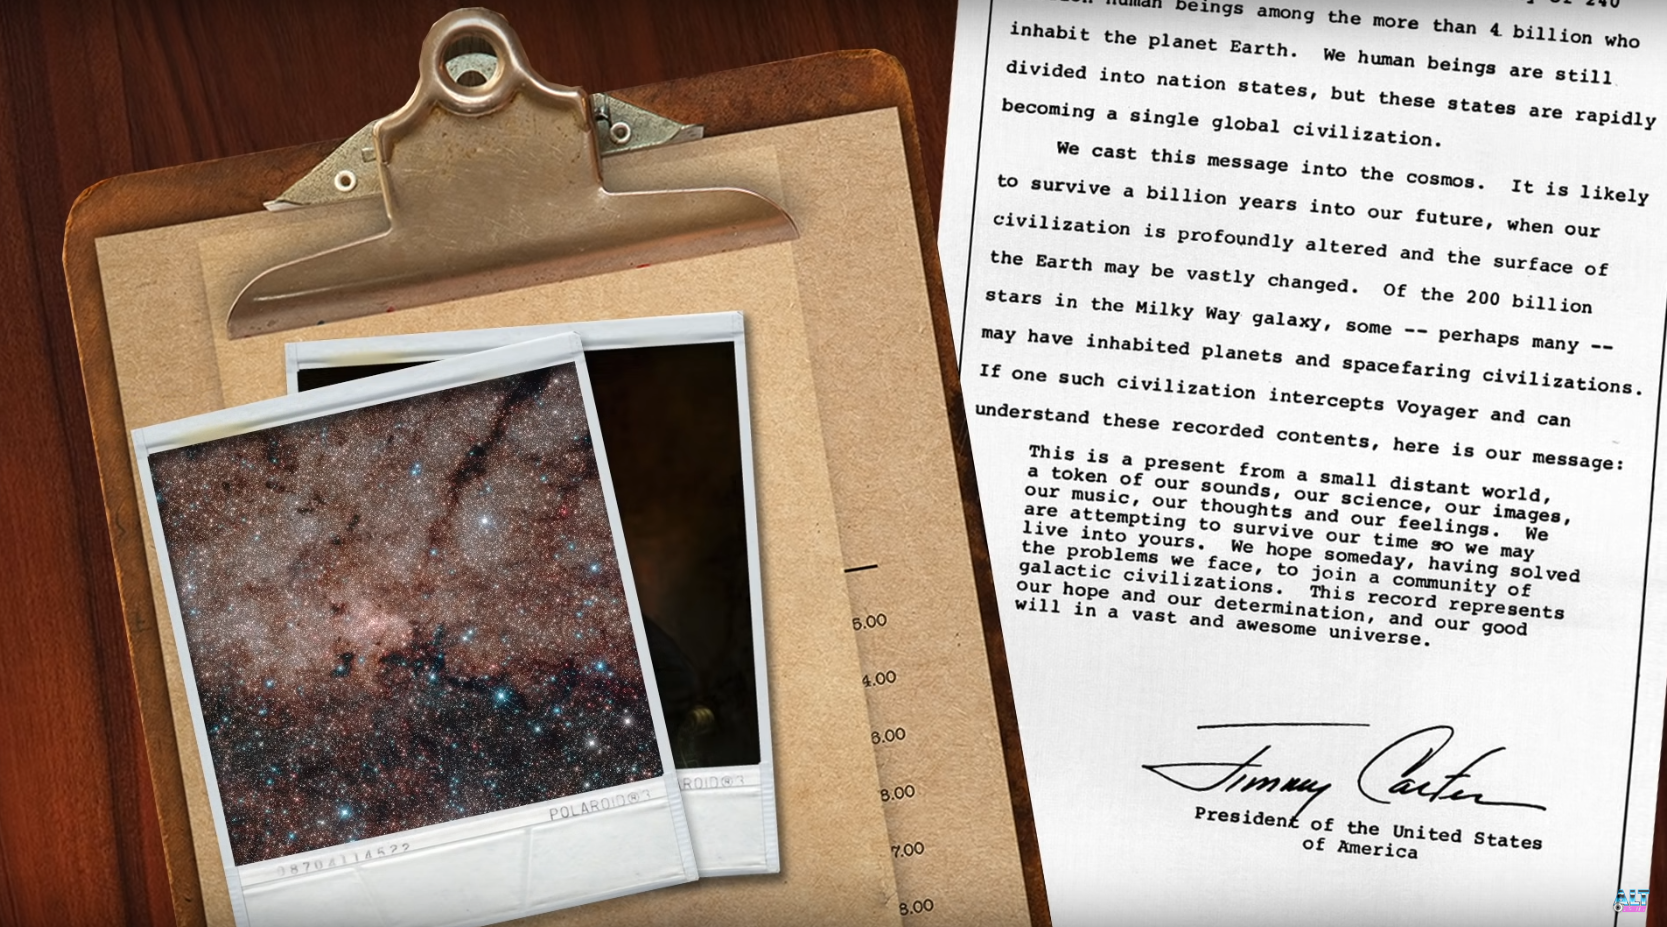 human beings among the more than 4 billion who
inhabit the planet Earth. We human beings are still
divided into nation states, but these states are rapidly
becoming a single global civilization.
We cast this message into the cosmos. It is likely
to survive a billion years into our future, when our
civilization is profoundly altered and the surface of
the Earth may be vastly changed. Of the 200 billion
stars in the Milky Way galaxy, some -- perhaps many --
may have inhabited planets and spacefaring civilizations.
If one such civilization intercepts Voyager and can
understand these recorded contents, here is our message:
This is a present from a small distant world,
a token of our sounds, our science, our images,
our music, our thoughts and our feelings. We
are attempting to survive our time so we may
live into yours. We hope someday, having solved
the problems we face, to join a community of
galactic civilizations. This record represents
our hope and our determination, and our good
will in a vast and awesome universe.
Jimmy Carter
President of the United States
of America
POLAROID®3
ROID®3
5.00
4.00
6.00
8.00
7.00
8.00
ALT